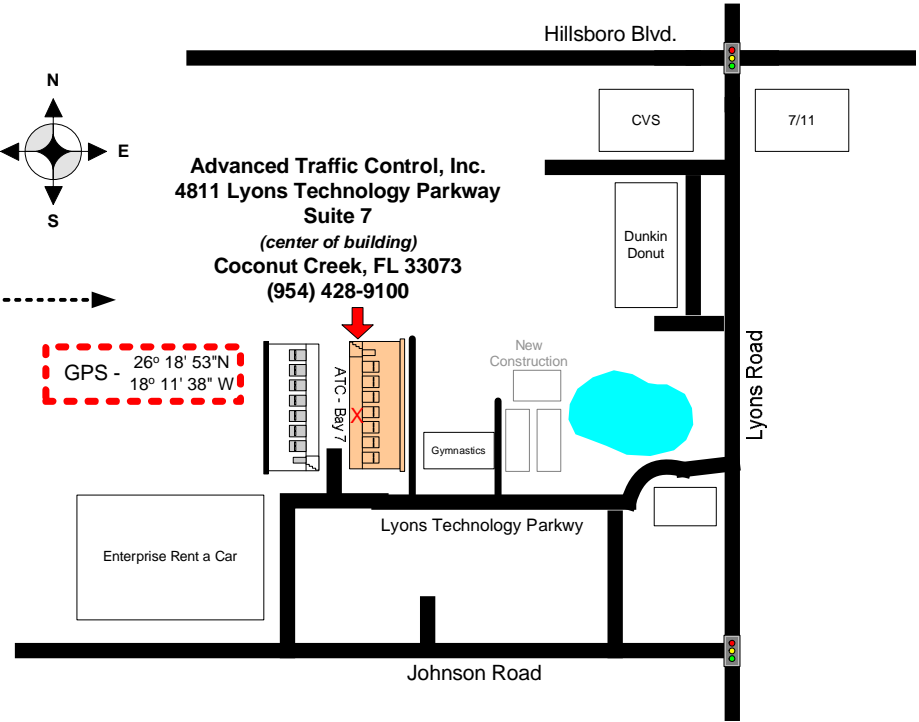 Hillsboro Blvd.
N
E
S
CVS
7/11
Advanced Traffic Control, Inc.
4811 Lyons Technology Parkway
Suite 7
(center of building)
Coconut Creek, FL 33073
(954) 428-9100
Dunkin
Donut
GPS - 26º 18' 53"N
18º 11' 38" W
New
Construction
Lyons Road
ATC - Bay 7
X
Gymnastics
Lyons Technology Parkwy
Enterprise Rent a Car
Johnson Road